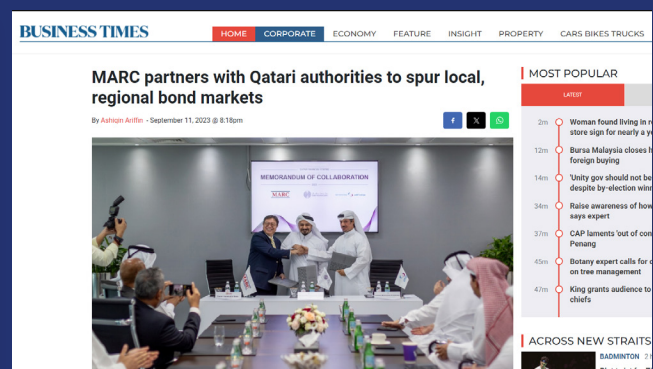 BUSINESS TIMES
HOME CORPORATE ECONOMY FEATURE INSIGHT PROPERTY CARS BIKES TRUCKS
MARC partners with Qatari authorities to spur local,
regional bond markets
By Ashiqin Ariffin - September 11, 2023 @ 8:18pm
MEMORANDUM OF COLLABORATION
MARC
MOST POPULAR
LATEST
2m Woman found living in
store sign for nearly a
12m Bursa Malaysia closes
foreign buying
14m 'Unity gov should not be
despite by-election
34m Raise awareness of how
says expert
37m CAP laments 'out of
Penang
45m Botany expert calls for
on tree management
47m King grants audience to
chiefs
ACROSS NEW STRAITS
BADMINTON